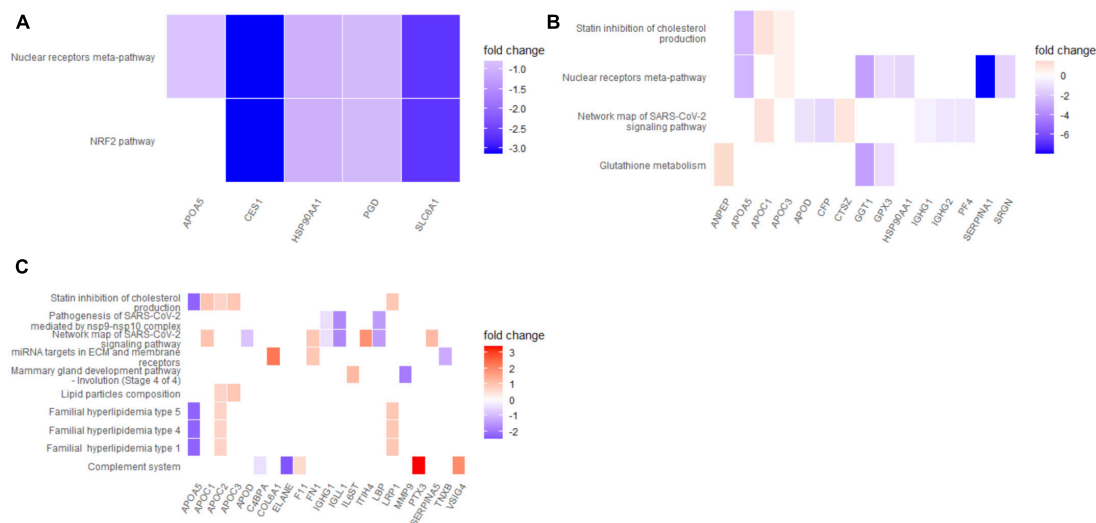 A
Nuclear receptors meta-pathway
NRF2 pathway
APOA5
CES1
HSP90AA1
PGD
SLC6A1
fold change
-1.0
-1.5
-2.0
-2.5
-3.0
B
Statin inhibition of cholesterol
production
Nuclear receptors meta-pathway
Network map of SARS-CoV-2
signaling pathway
Glutathione metabolism
ANPEP
APOA5
APOC1
APOC3
APOD
CFP
CTSZ
GGT1
GPX3
HSP90AA1
IGHG1
IGHG2
PF4
SERPINA1
SRGN
fold change
0
-2
-4
-6
C
Statin inhibition of cholesterol
production
Pathogenesis of SARS-CoV-2
mediated by nsp9-nsp10 complex
Network map of SARS-CoV-2
signaling pathway
miRNA targets in ECM and membrane
receptors
Mammary gland development pathway
- Involution (Stage 4 of 4)
Lipid particles composition
Familial hyperlipidemia type 5
Familial hyperlipidemia type 4
Familial  hyperlipidemia type 1
Complement system
APOA5
APOC1
APOC2
APOC3
APOD
C4BPA
COL6A1
ELANE
F11
FN1
IGHG1
IGLL1
IL6ST
ITIH4
LBP
LRP1
MMP9
PTX3
SERPINA5
TNXB
VSIG4
fold change
3
2
1
0
-1
-2